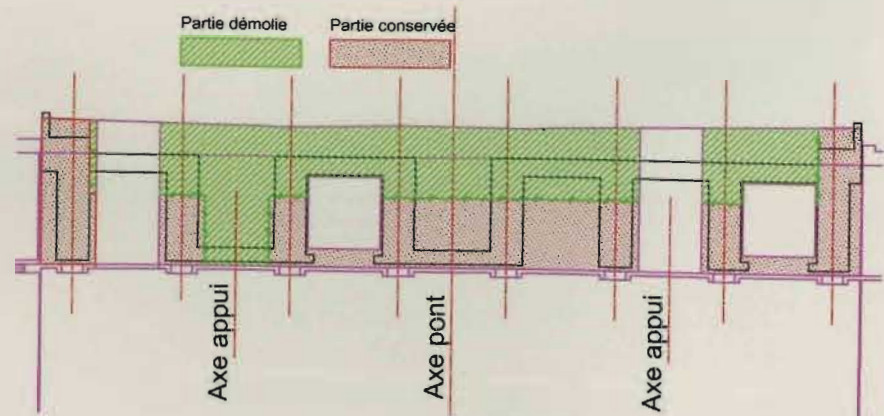 Partie démolie
Partie conservée
Axe appui
Axe pont
Axe appui